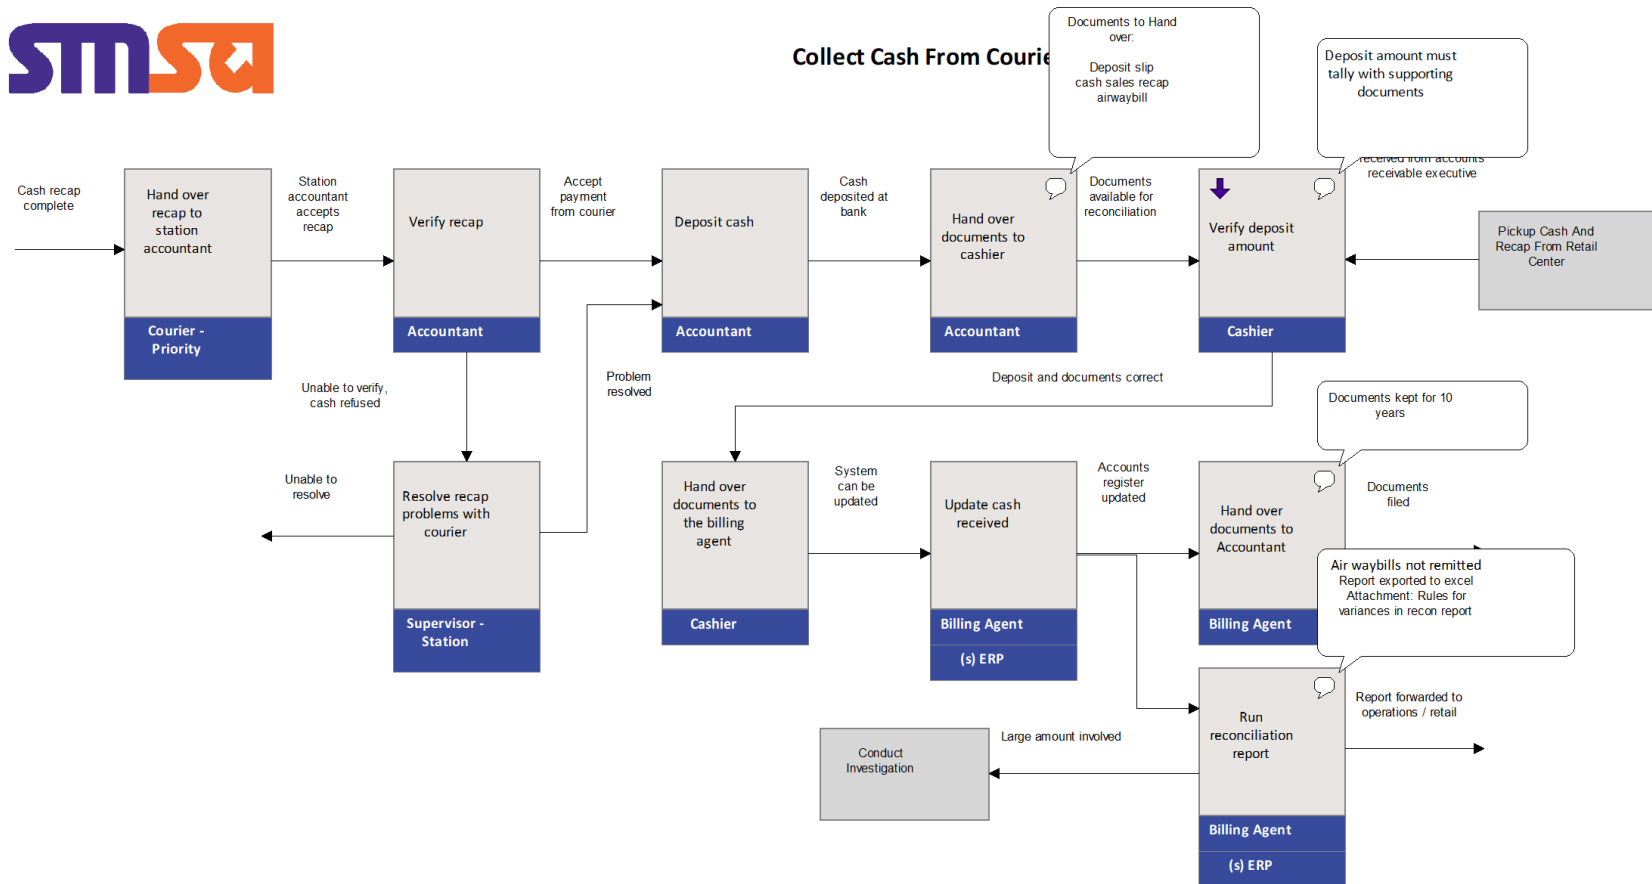 smsa
Collect Cash From Courie
Documents to Hand
over:
Deposit slip
cash sales recap
airwaybill
Deposit amount must
tally with supporting
documents
Cash recap
complete
Hand over
recap to
station
accountant
Courier -
Priority
Station
accountant
accepts
recap
Verify recap
Accountant
Accept
payment
from courier
Deposit cash
Accountant
Cash
deposited at
bank
Hand over
documents to
cashier
Accountant
Documents
available for
reconciliation
Verify deposit
amount
Cashier
received from accounts
receivable executive
Pickup Cash And
Recap From Retail
Center
Unable to verify,
cash refused
Problem
resolved
Deposit and documents correct
Documents kept for 10
years
Unable to
resolve
Resolve recap
problems with
courier
Supervisor -
Station
Hand over
documents to
the billing
agent
Cashier
System
can be
updated
Update cash
received
Billing Agent
(s) ERP
Accounts
register
updated
Hand over
documents to
Accountant
Billing Agent
Documents
filed
Air waybills not remitted
Report exported to excel
Attachment: Rules for
variances in recon report
Run
reconciliation
report
Billing Agent
(s) ERP
Report forwarded to
operations / retail
Large amount involved
Conduct
Investigation